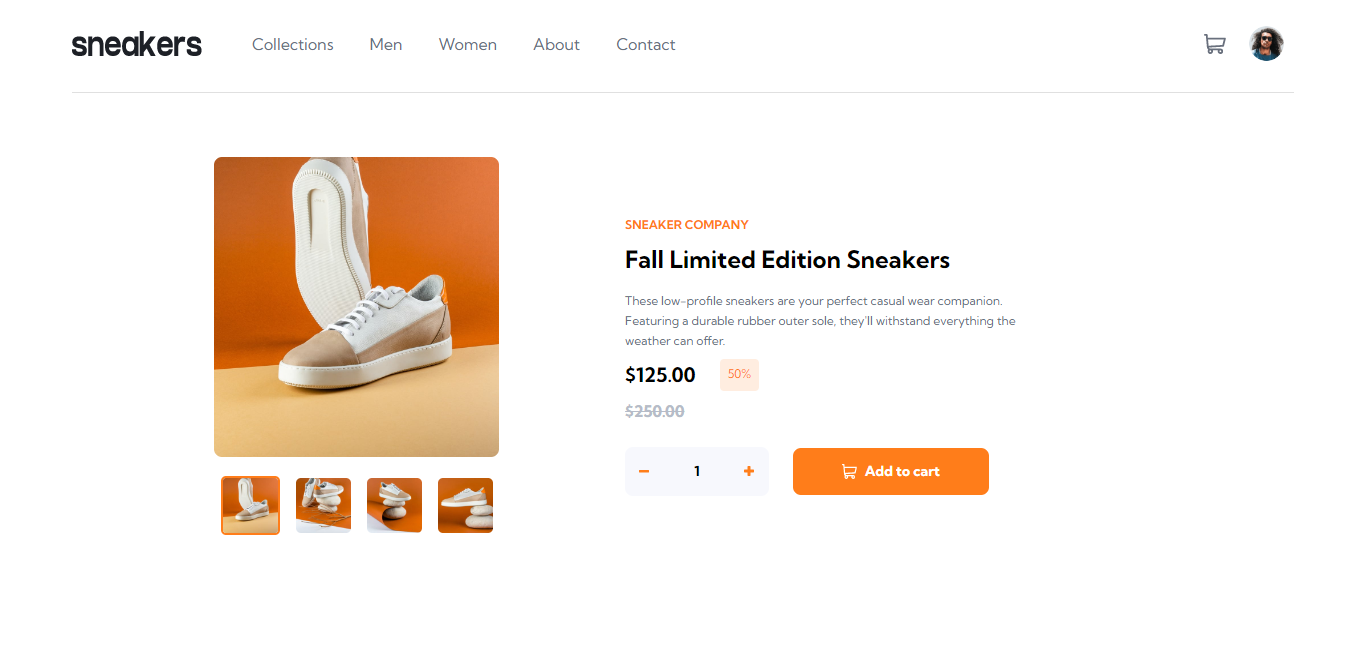 sneakers
Collections
Men
Women
About
Contact
SNEAKER COMPANY
Fall Limited Edition Sneakers
These low-profile sneakers are your perfect casual wear companion.
Featuring a durable rubber outer sole, they'll withstand everything the
weather can offer.
$125.00 50%
$250.00
1
Add to cart